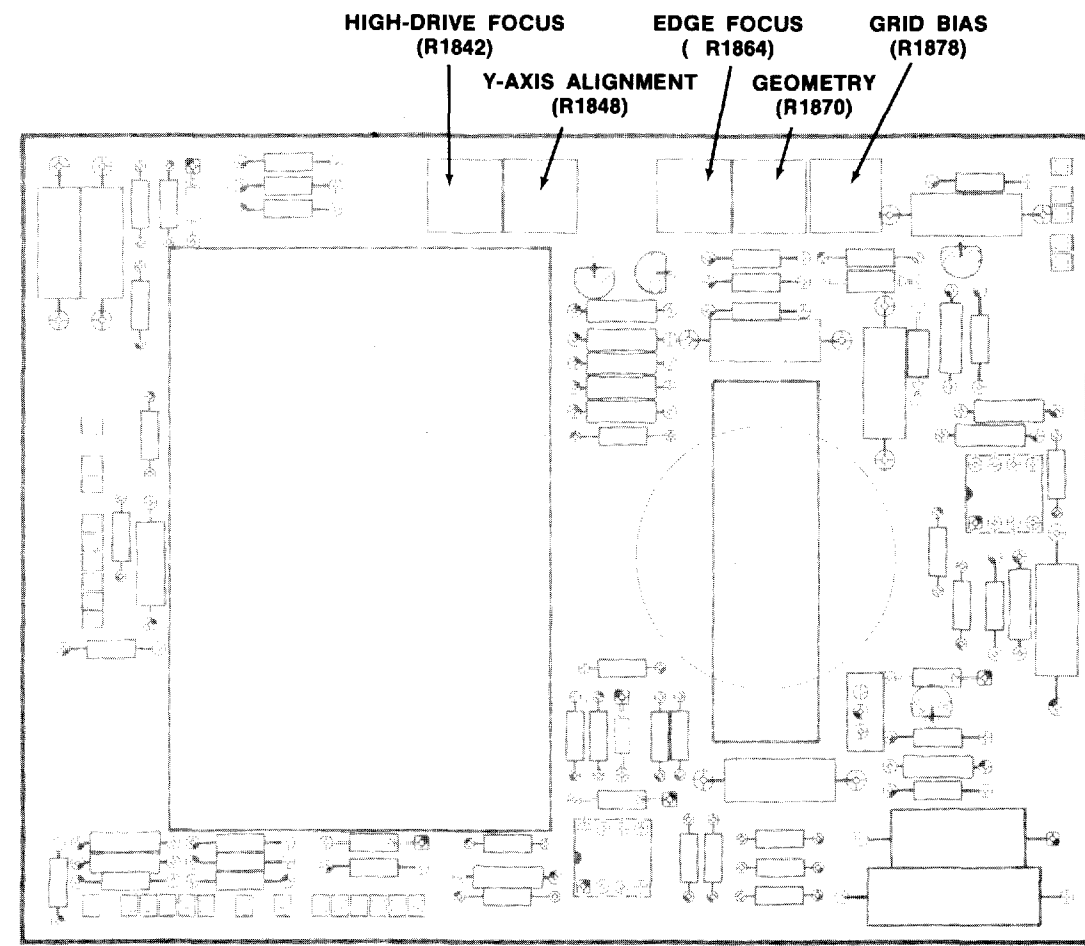 HIGH-DRIVE FOCUS
(R1842)
EDGE FOCUS
( R1864)
GRID BIAS
(R1878)
Y-AXIS ALIGNMENT
(R1848)
GEOMETRY
(R1870)